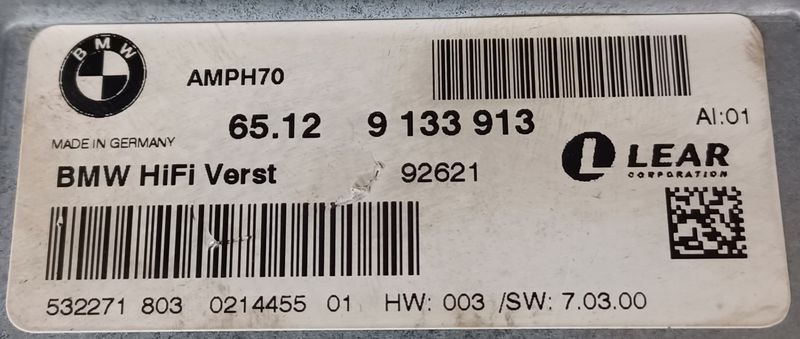 BMW
AMPH70
65.12 9 133 913
AI:01
MADE IN GERMANY
BMW HiFi Verst 92621
LEAR
CORPORATION
532271 803 0214455 01 HW: 003 /SW: 7.03.00